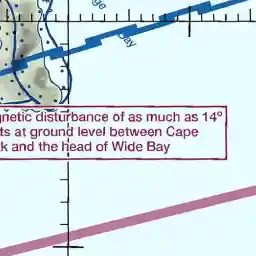 Bay
gnetic disturbance of as much as 14°
ts at ground level between Cape
k and the head of Wide Bay